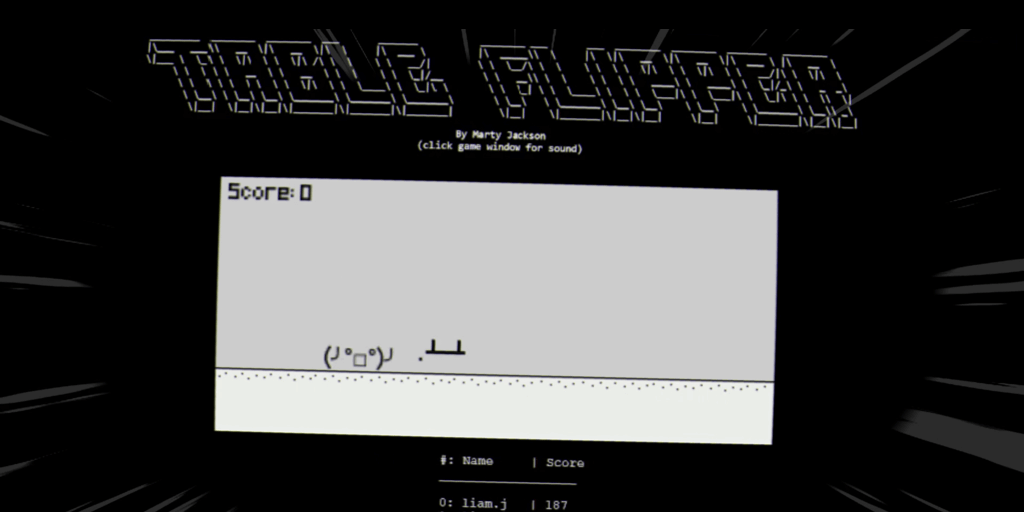 TABLE FLIPPER
By Marty Jackson
(click game window for sound)
Score: 0
(╯°□°)╯
#: Name | Score
0: liam.j | 187